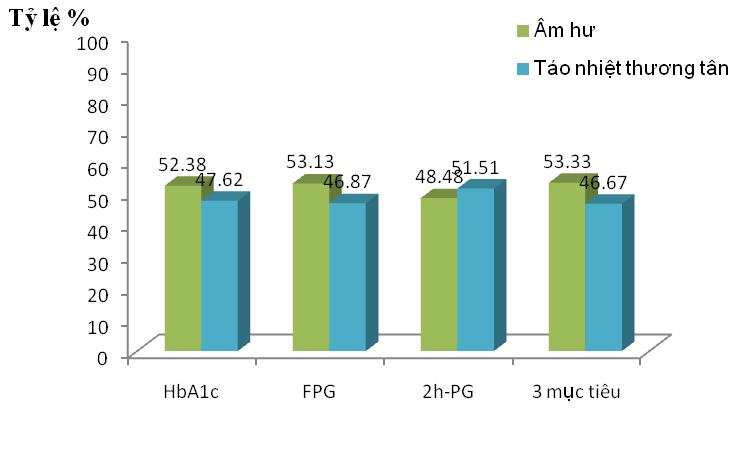 Tỷ lệ %
Âm hư
Táo nhiệt thương tân
100
90
80
70
60
50
40
30
20
10
0
52.38
47.62
53.13
46.87
48.48
51.51
53.33
46.67
HbA1c
FPG
2h-PG
3 mục tiêu